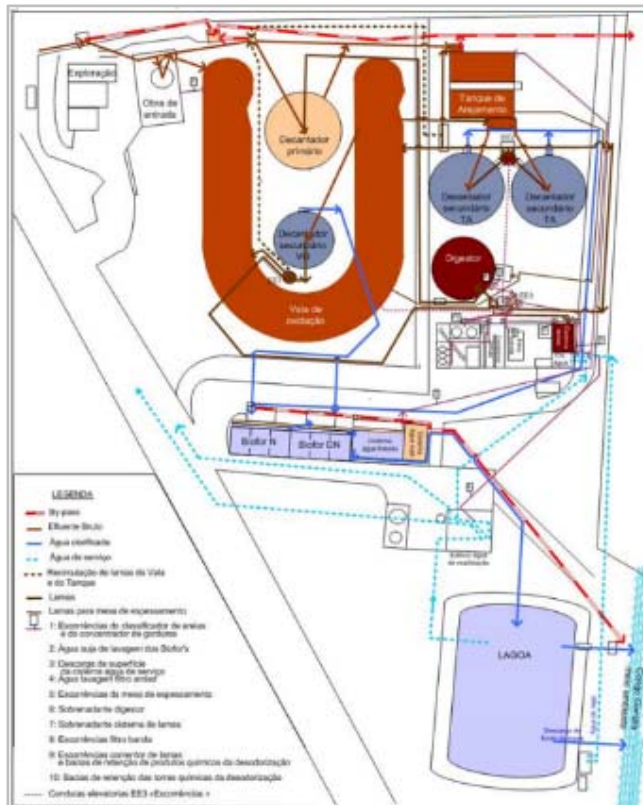 Exploração
Obra de
entrada
Decantador
primário
Tanque de
Arejamento
Decantador
secundário
Decantador
secundário
TA
Decantador
secundário
TA
Digestor
EE3
Vala de
oxidação
Biofor N
Biofor DN
LAGOA
LEGENDA
By-pass
Efluente Bruto
Água clarificada
Água de serviço
Recirculação de lamas da Vala
e do Tanque
Lamas
Lamas para mesa de espessamento
1: Escorrências do classificador de areias
e do concentrador de gorduras
2: Água suja de lavagem dos Biofor's
3: Descarga de superfície
da cisterna água de serviço
4: Água lavagem filtro
5: Escorrências da mesa de espessamento
6: Sobrenadante digestor
7: Sobrenadante cisterna de lamas
8: Escorrências filtro banda
9: Escorrências contentor de lamas
e bacias de retenção de produtos químicos da desodorização
10: Bacias de retenção das torres químicas da desodorização
Condutas elevatórias EE3 «Escorrências »